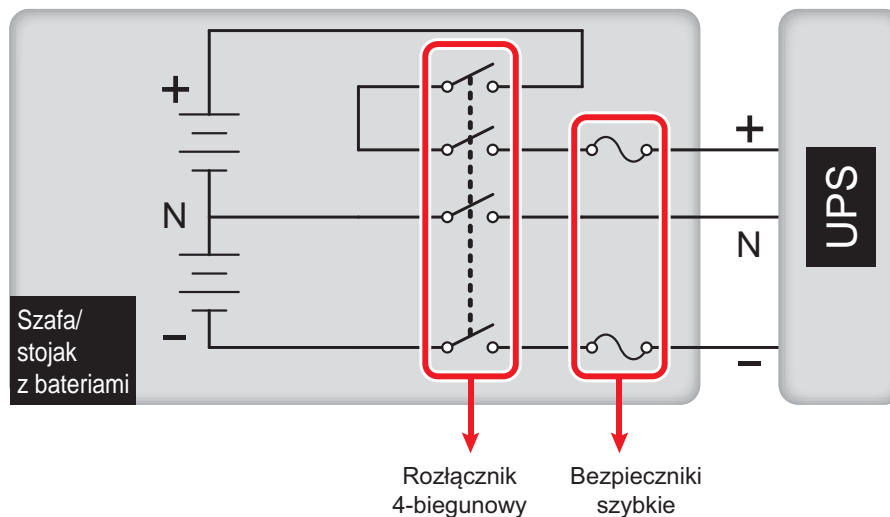 +
+
N
N
UPS
Szafa/
stojak
z bateriami
−
−
Rozłącznik
4-biegunowy
Bezpieczniki
szybkie